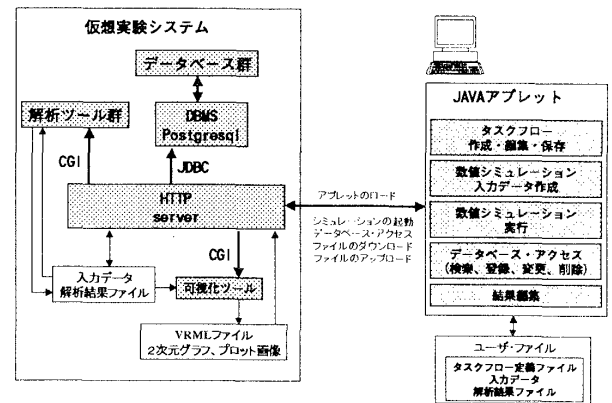 仮想実験システム
データベース群
解析ツール群
DBMS
Postgresql
CGI
JDBC
HTTP
server
CGI
入力データ
解析結果ファイル
可視化ツール
VRMLファイル
2次元グラフ、プロット画像
アプレットのロード
シミュレーションの起動
データベース・アクセス
ファイルのダウンロード
ファイルのアップロード
JAVAアプレット
タスクフロー
作成・編集・保存
数値シミュレーション
入力データ作成
数値シミュレーション
実行
データベース・アクセス
(検索、登録、変更、削除)
結果編集
ユーザ・ファイル
タスクフロー定義ファイル
入力データ
解析結果ファイル